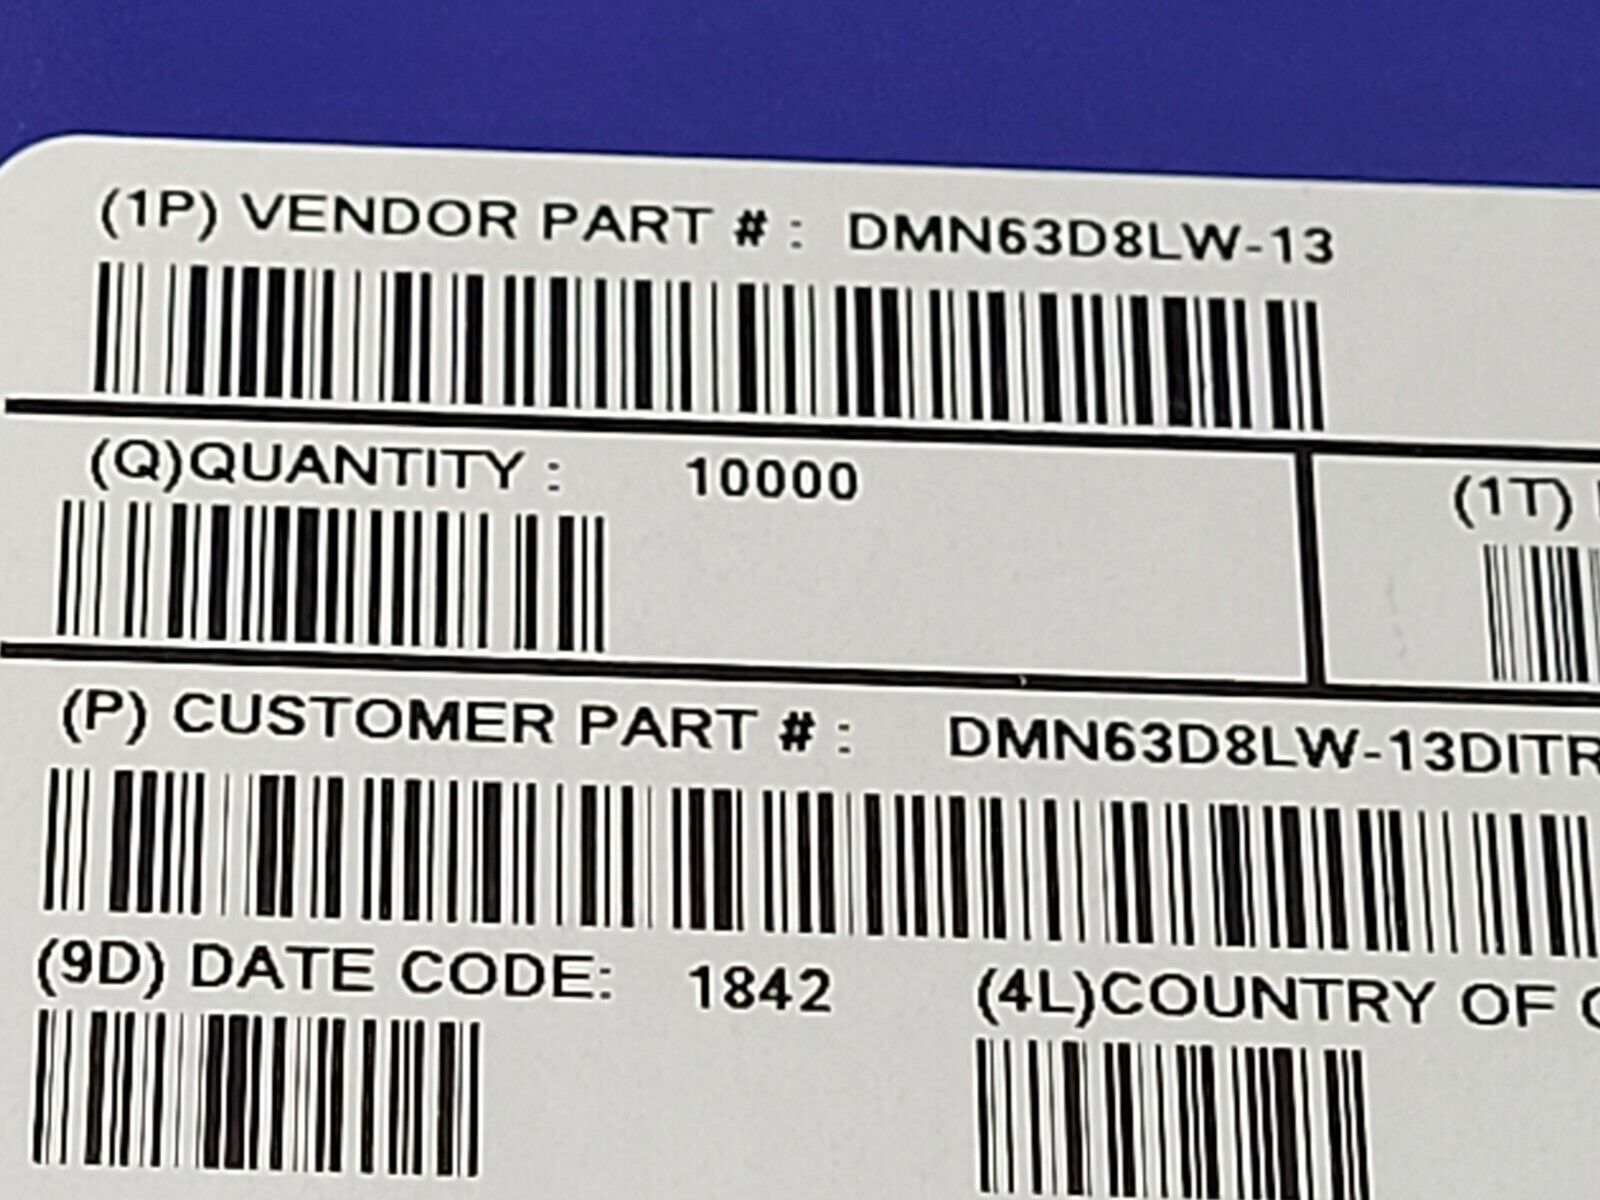 (1P) VENDOR PART # : DMN63D8LW-13
(Q)QUANTITY : 10000
(1T)
(P) CUSTOMER PART # : DMN63D8LW-13DITR
(9D) DATE CODE: 1842
(4L)COUNTRY OF